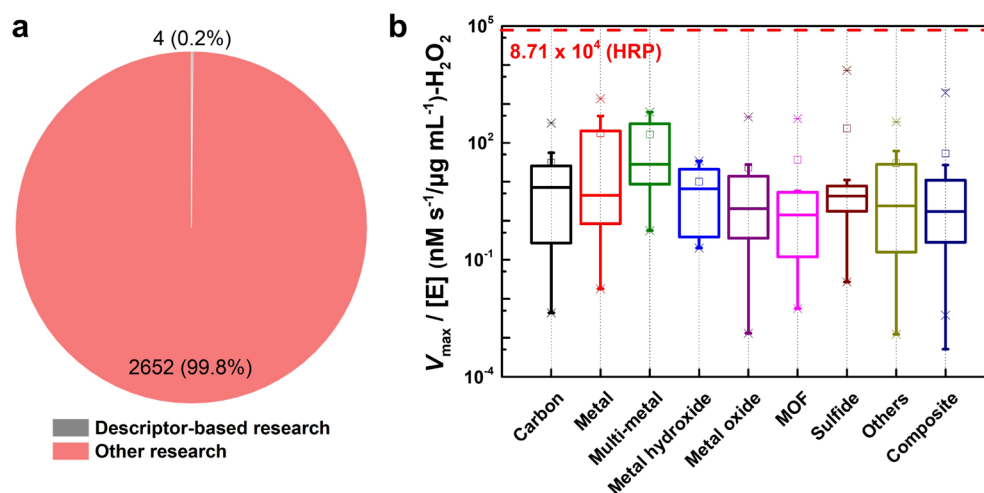 a
4 (0.2%)
2652 (99.8%)
Descriptor-based research
Other research
b
V_max / [E] (nM s⁻¹/μg mL⁻¹)-H₂O₂
10⁵
10²
10⁻¹
10⁻⁴
8.71 x 10⁴ (HRP)
Carbon
Metal
Multi-metal
Metal hydroxide
Metal oxide
MOF
Sulfide
Others
Composite